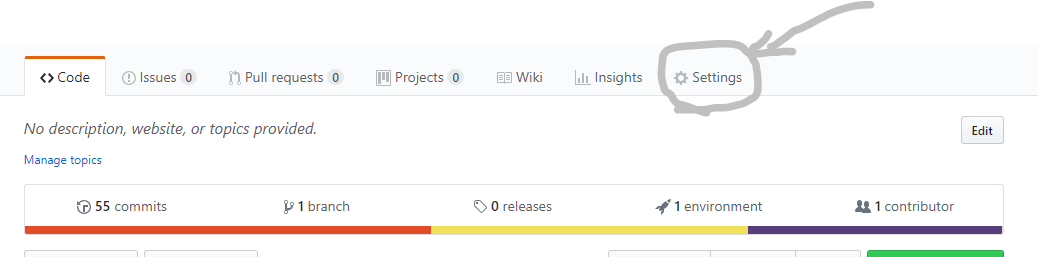 Code Issues 0 Pull requests 0 Projects 0 Wiki Insights Settings
No description, website, or topics provided. Edit
Manage topics
55 commits 1 branch 0 releases 1 environment 1 contributor